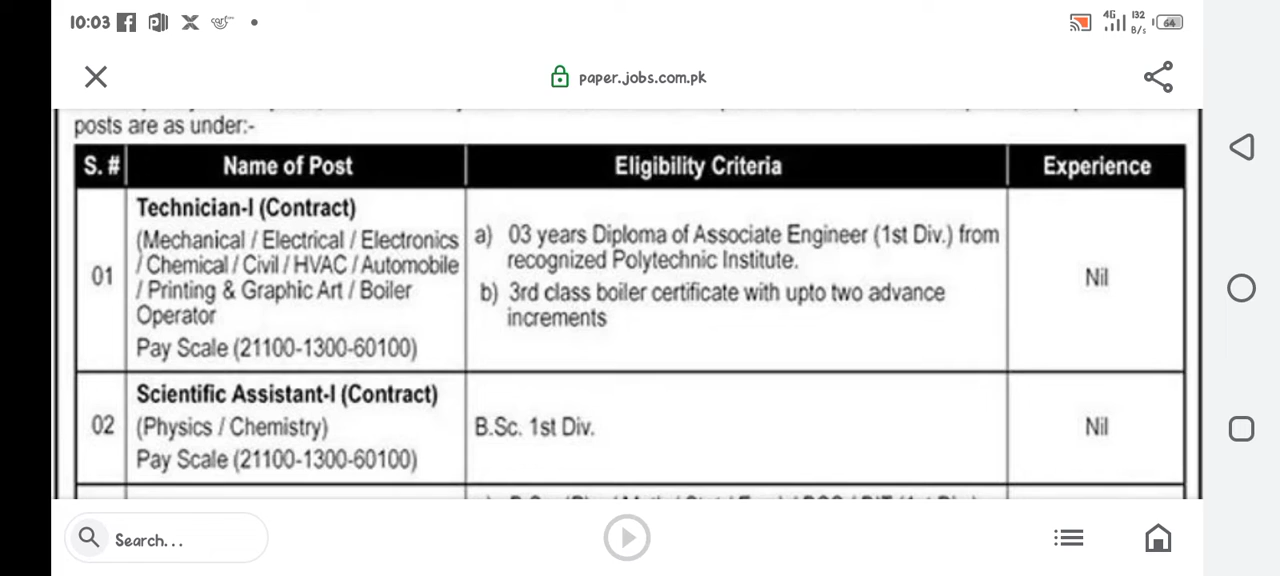 10:03
4G 132 B/s 64
paper.jobs.com.pk
posts are as under:-
S. # Name of Post Eligibility Criteria Experience
01
Technician-I (Contract)
(Mechanical / Electrical / Electronics
/ Chemical / Civil / HVAC / Automobile
/ Printing & Graphic Art / Boiler
Operator
Pay Scale (21100-1300-60100)
a) 03 years Diploma of Associate Engineer (1st Div.) from
recognized Polytechnic Institute.
b) 3rd class boiler certificate with upto two advance
increments
Nil
02
Scientific Assistant-I (Contract)
(Physics / Chemistry)
Pay Scale (21100-1300-60100)
B.Sc. 1st Div.
Nil
Search...